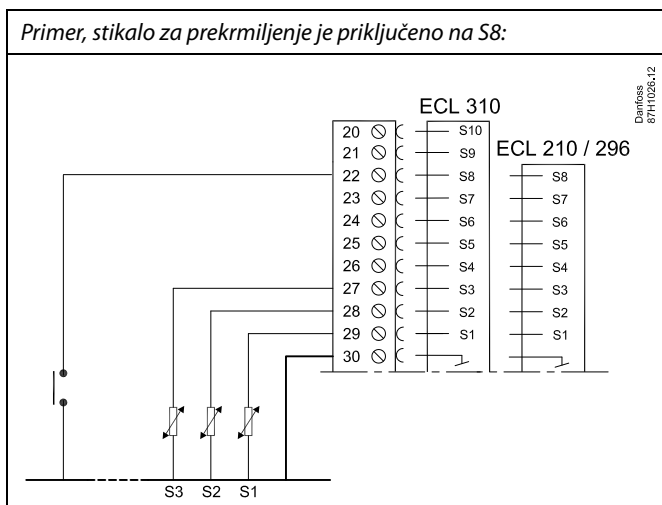 Primer, stikalo za prekrmiljenje je priključeno na S8:
Danfoss
87H1026.12
ECL 310
ECL 210 / 296
20 S10
21 S9
22 S8 S8
23 S7 S7
24 S6 S6
25 S5 S5
26 S4 S4
27 S3 S3
28 S2 S2
29 S1 S1
30
S3 S2 S1